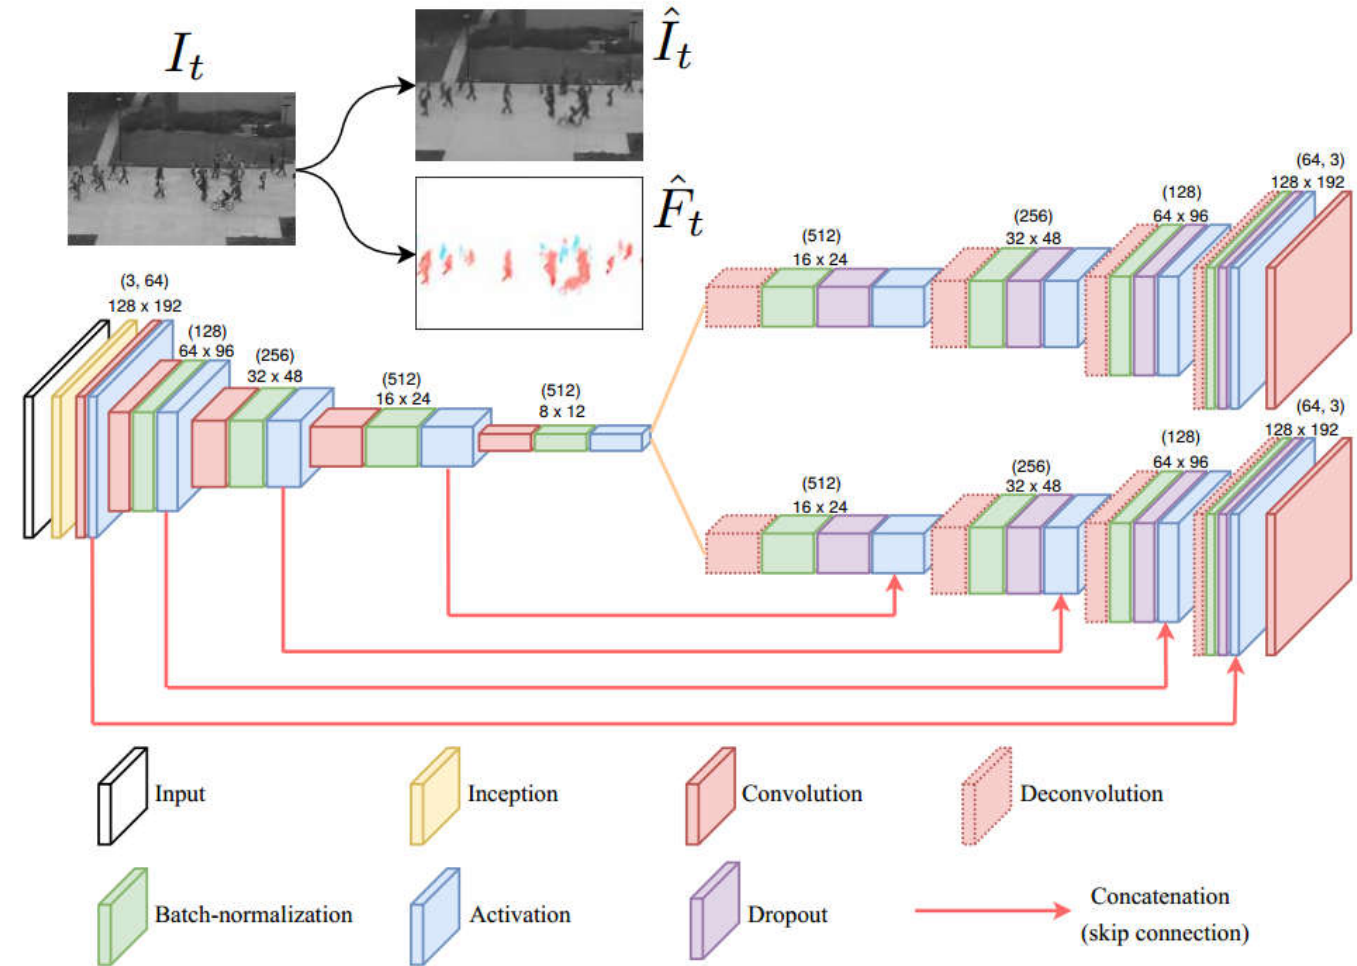 I_t
Î_t
F̂_t
(3, 64)
128 x 192
(128)
64 x 96
(256)
32 x 48
(512)
16 x 24
(512)
8 x 12
(512)
16 x 24
(256)
32 x 48
(128)
64 x 96
(64, 3)
128 x 192
(512)
16 x 24
(256)
32 x 48
(128)
64 x 96
(64, 3)
128 x 192
Input
Inception
Convolution
Deconvolution
Batch-normalization
Activation
Dropout
Concatenation
(skip connection)